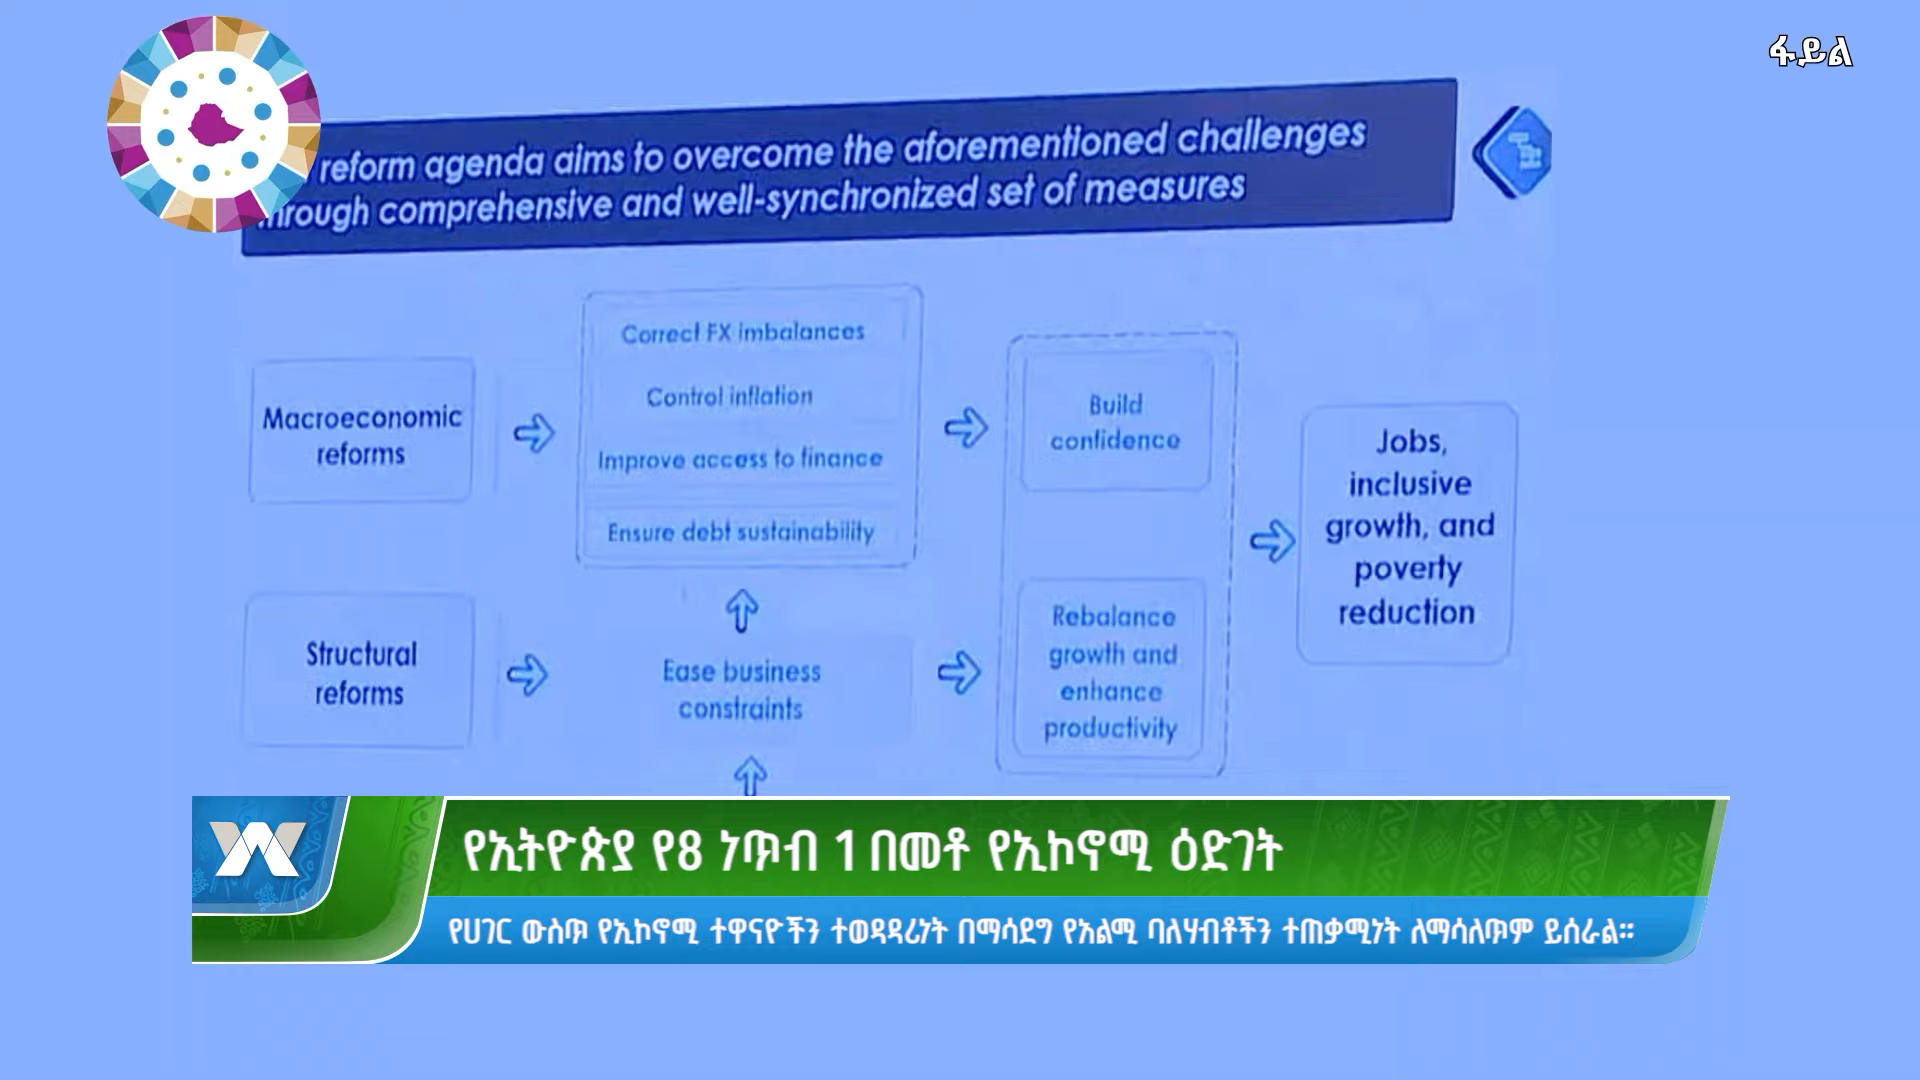 ፋይል
reform agenda aims to overcome the aforementioned challenges
hrough comprehensive and well-synchronized set of measures
Macroeconomic
reforms
Correct FX imbalances
Control inflation
Improve access to finance
Ensure debt sustainability
Build
confidence
Jobs,
inclusive
growth, and
poverty
reduction
Structural
reforms
Ease business
constraints
Rebalance
growth and
enhance
productivity
የኢትዮጵያ የ8 ነጥብ 1 በመቶ የኢኮኖሚ ዕድገት
የሀገር ውስጥ የኢኮኖሚ ተዋናዮችን ተወዳዳሪነት በማሳደግ የአልሚ ባለሃብቶችን ተጠቃሚነት ለማሳለጥም ይሰራል።